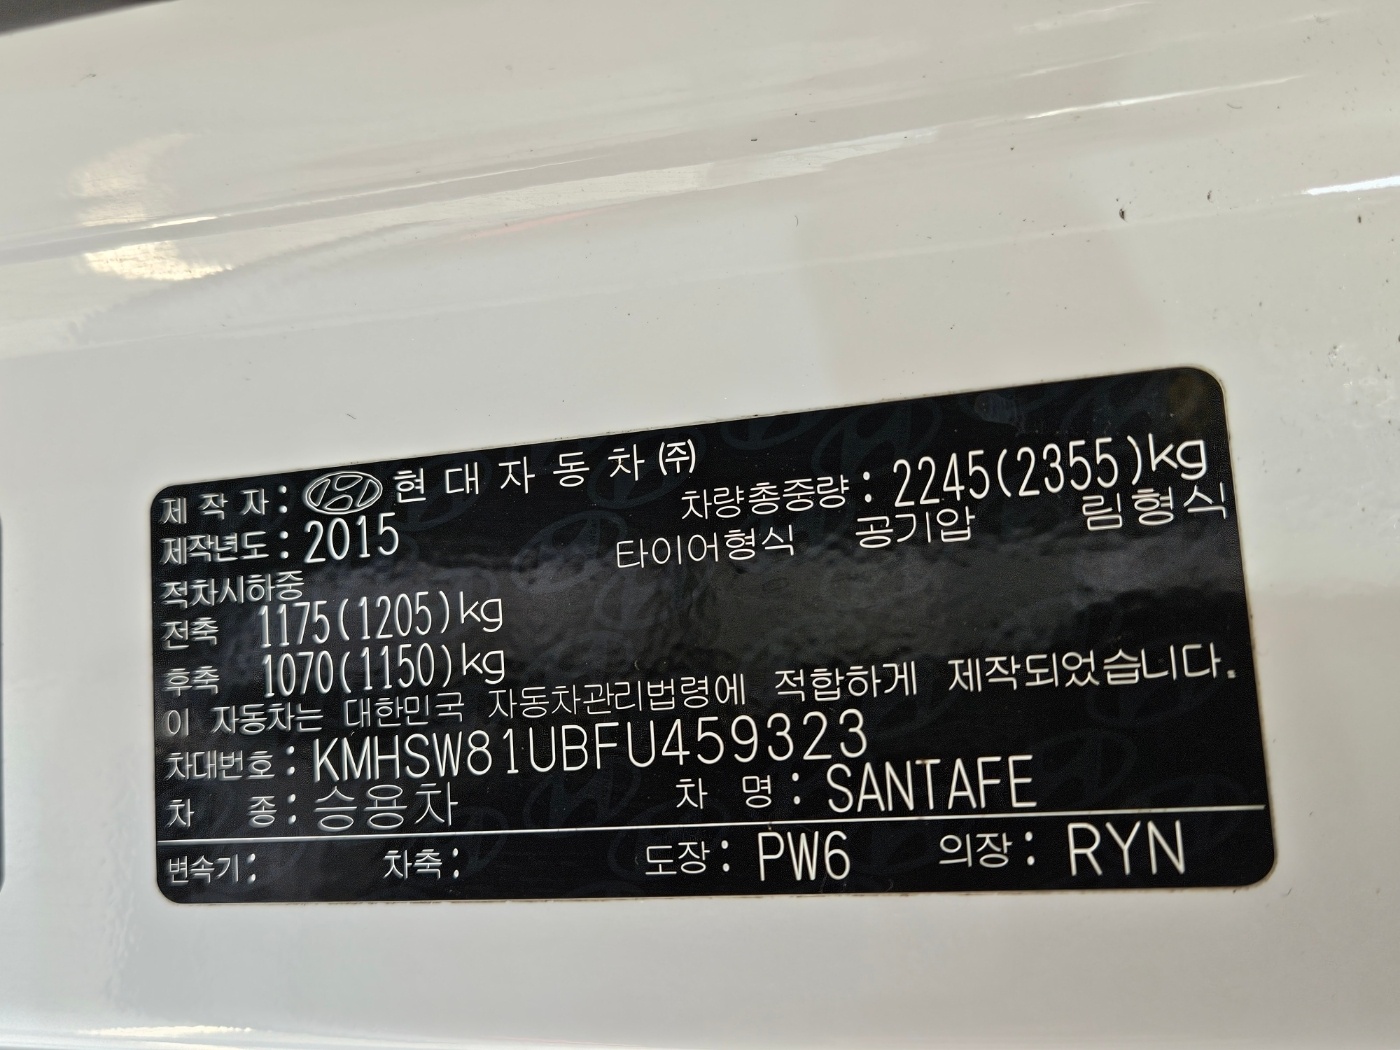 제 작 자 : HYUNDAI 현 대 자 동 차 ㈜
제작년도 : 2015 차량총중량 : 2245(2355)kg
타이어형식 공기압 림형식
적차시하중
전축 1175(1205)kg
후축 1070(1150)kg
이 자동차는 대한민국 자동차관리법령에 적합하게 제작되었습니다.
차대번호 : KMHSW81UBFU459323
차 종 : 승용차 차 명 : SANTAFE
변속기 : 차축 : 도장 : PW6 의장 : RYN